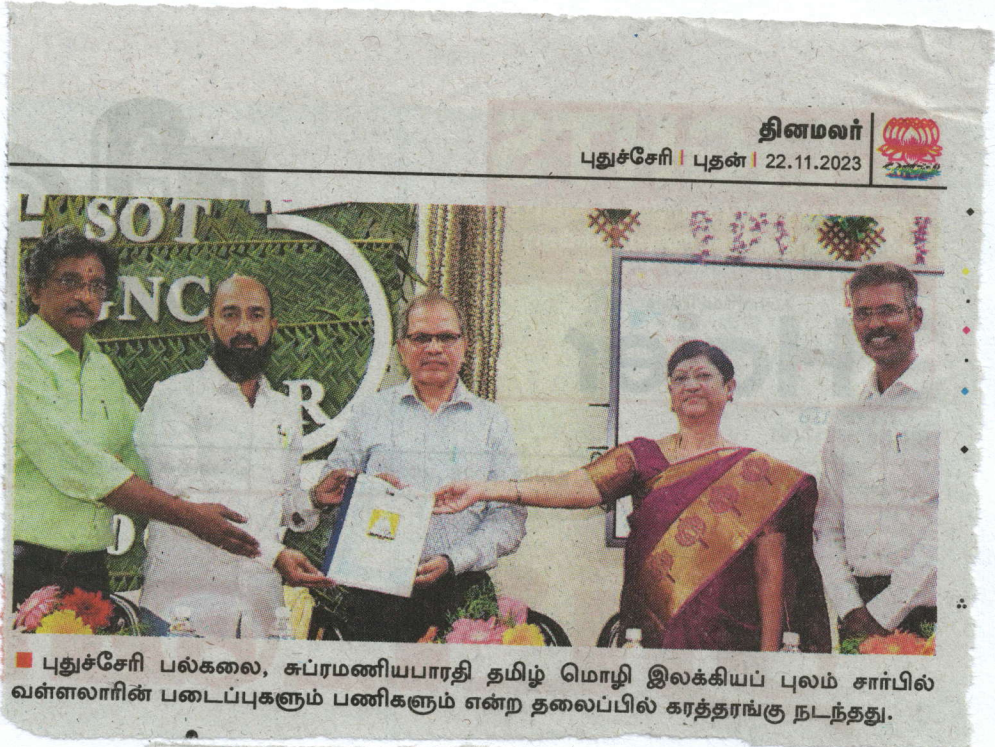 தினமலர்
புதுச்சேரி | புதன் | 22.11.2023
SOT
GNC
R
புதுச்சேரி பல்கலை, சுப்ரமணியபாரதி தமிழ் மொழி இலக்கியப் புலம் சார்பில்
வள்ளலாரின் படைப்புகளும் பணிகளும் என்ற தலைப்பில் கரத்தரங்கு நடந்தது.